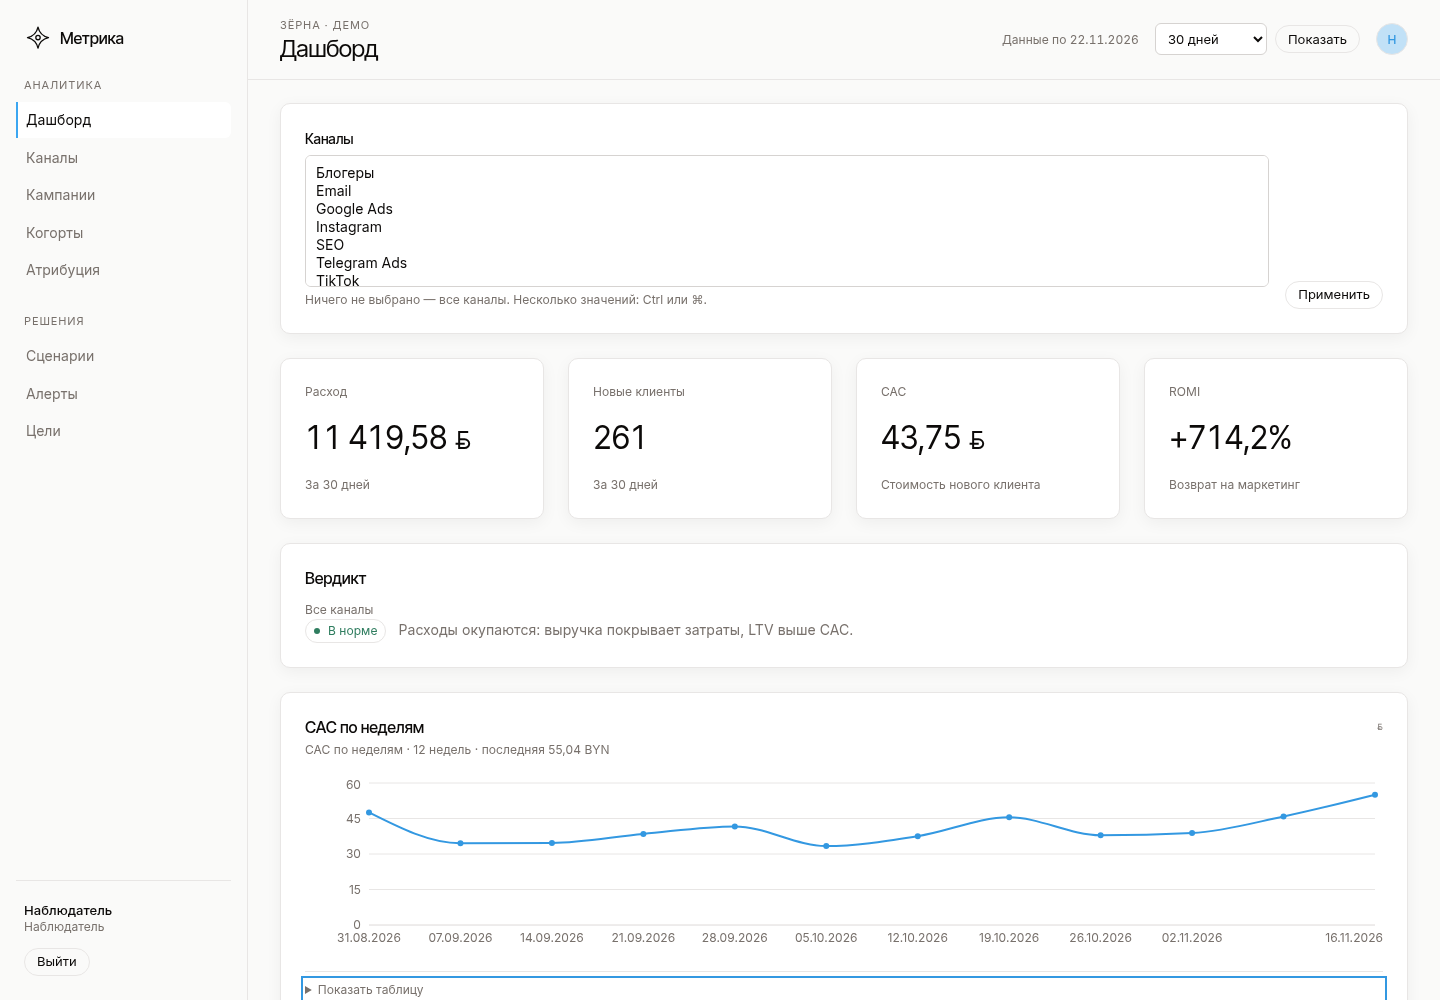 Метрика
АНАЛИТИКА
Дашборд
Каналы
Кампании
Когорты
Атрибуция
РЕШЕНИЯ
Сценарии
Алерты
Цели
Наблюдатель
Наблюдатель
Выйти
ЗЁРНА · ДЕМО
Дашборд
Данные по 22.11.2026
30 дней
Показать
Н
Каналы
Блогеры
Email
Google Ads
Instagram
SEO
Telegram Ads
TikTok
Ничего не выбрано — все каналы. Несколько значений: Ctrl или ⌘.
Применить
Расход
11 419,58 Ƃ
За 30 дней
Новые клиенты
261
За 30 дней
CAC
43,75 Ƃ
Стоимость нового клиента
ROMI
+714,2%
Возврат на маркетинг
Вердикт
Все каналы
В норме
Расходы окупаются: выручка покрывает затраты, LTV выше CAC.
CAC по неделям
Ƃ
CAC по неделям · 12 недель · последняя 55,04 BYN
60
45
30
15
0
31.08.2026 07.09.2026 14.09.2026 21.09.2026 28.09.2026 05.10.2026 12.10.2026 19.10.2026 26.10.2026 02.11.2026 16.11.2026
Показать таблицу